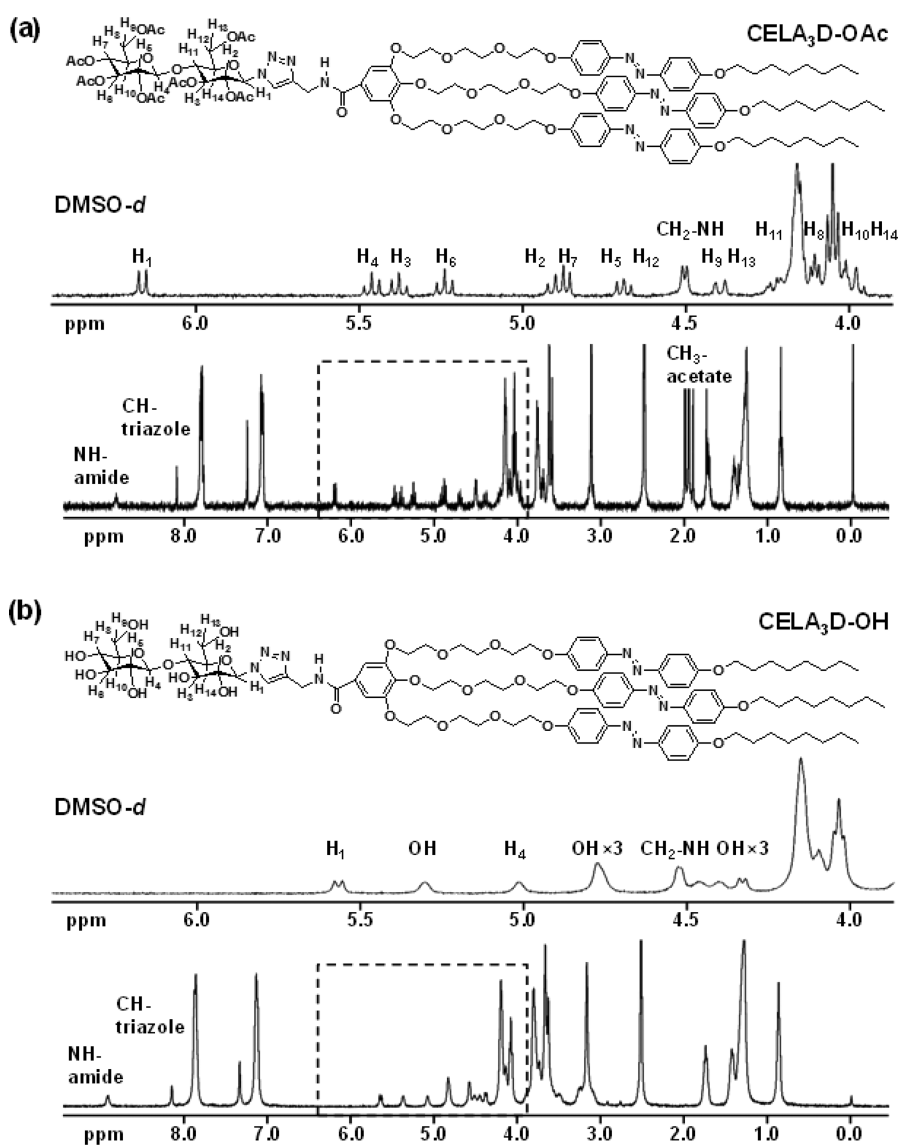 (a)
CELA₃D-OAc
H₉ OAc H₁₃
H₈ H₁₂ OAc
H₇ H₅ H₁₁ H₂
AcO O O N N=N H N
AcO H₁₀ OAc H₄ AcO H₁₄ OAc H₁
H₆ H₃ O
O O O O N N O
O O O O N N O
O O O O N N O
DMSO-d
H₁ H₄ H₃ H₆ H₂ H₇ H₅ H₁₂ CH₂-NH H₉ H₁₃ H₁₁ H₈ H₁₀H₁₄
6.0 5.5 5.0 4.5 4.0
ppm
CH₃-
acetate
CH-
triazole
NH-
amide
ppm 8.0 7.0 6.0 5.0 4.0 3.0 2.0 1.0 0.0
(b)
CELA₃D-OH
H₉ OH H₁₃
H₈ H₁₂ OH
H₇ H₅ H₁₁ H₂
HO O O N N=N H N
HO H₁₀ OH H₄ HO H₁₄ OH H₁
H₆ H₃ O
O O O O N N O
O O O O N N O
O O O O N N O
DMSO-d
H₁ OH H₄ OH×3 CH₂-NH OH×3
ppm 6.0 5.5 5.0 4.5 4.0
CH-
triazole
NH-
amide
ppm 8.0 7.0 6.0 5.0 4.0 3.0 2.0 1.0 0.0